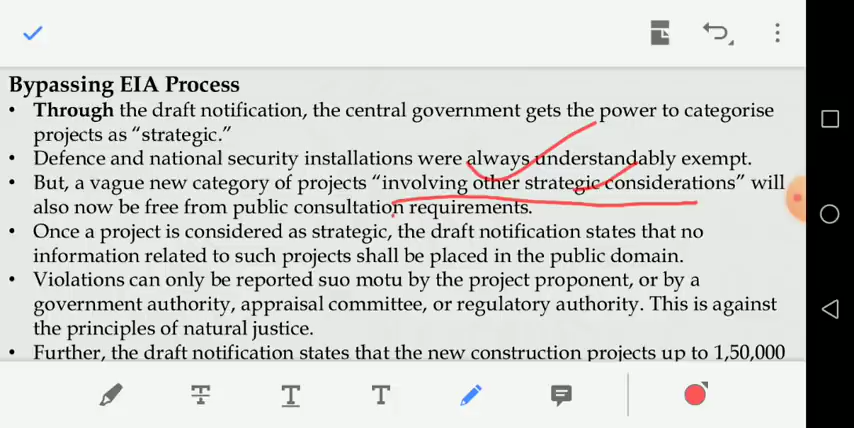 Bypassing EIA Process
• Through the draft notification, the central government gets the power to categorise
projects as “strategic.”
• Defence and national security installations were always understandably exempt.
• But, a vague new category of projects “involving other strategic considerations” will
also now be free from public consultation requirements.
• Once a project is considered as strategic, the draft notification states that no
information related to such projects shall be placed in the public domain.
• Violations can only be reported suo motu by the project proponent, or by a
government authority, appraisal committee, or regulatory authority. This is against
the principles of natural justice.
• Further, the draft notification states that the new construction projects up to 1,50,000
T T T